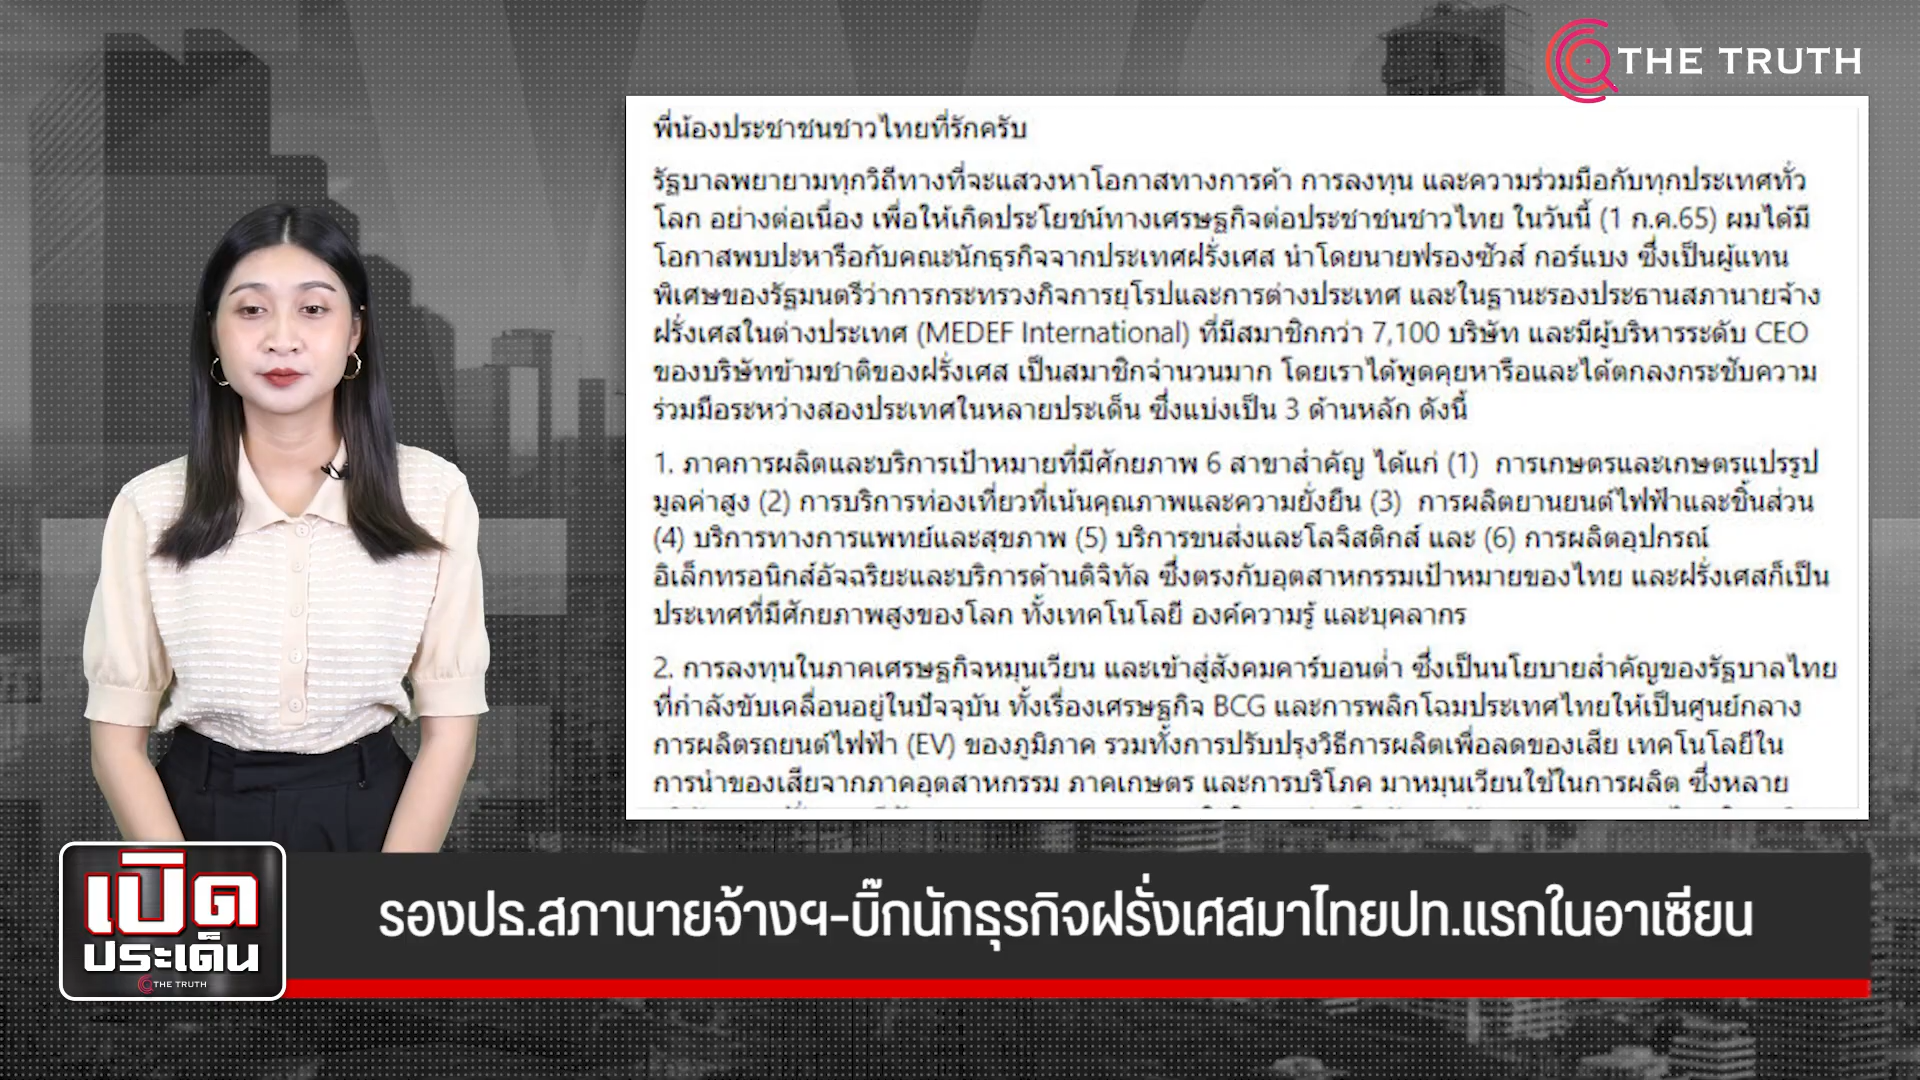 THE TRUTH
พี่น้องประชาชนชาวไทยที่รักครับ
รัฐบาลพยายามทุกวิถีทางที่จะแสวงหาโอกาสทางการค้า การลงทุน และความร่วมมือกับทุกประเทศทั่ว
โลก อย่างต่อเนื่อง เพื่อให้เกิดประโยชน์ทางเศรษฐกิจต่อประชาชนชาวไทย ในวันนี้ (1 ก.ค.65) ผมได้มี
โอกาสพบปะหารือกับคณะนักธุรกิจจากประเทศฝรั่งเศส นำโดยนายฟรองซัวส์ กอร์แบง ซึ่งเป็นผู้แทน
พิเศษของรัฐมนตรีว่าการกระทรวงกิจการยุโรปและการต่างประเทศ และในฐานะรองประธานสภานายจ้าง
ฝรั่งเศสในต่างประเทศ (MEDEF International) ที่มีสมาชิกกว่า 7,100 บริษัท และมีผู้บริหารระดับ CEO
ของบริษัทข้ามชาติของฝรั่งเศส เป็นสมาชิกจำนวนมาก โดยเราได้พูดคุยหารือและได้ตกลงกระชับความ
ร่วมมือระหว่างสองประเทศในหลายประเด็น ซึ่งแบ่งเป็น 3 ด้านหลัก ดังนี้
1. ภาคการผลิตและบริการเป้าหมายที่มีศักยภาพ 6 สาขาสำคัญ ได้แก่ (1) การเกษตรและเกษตรแปรรูป
มูลค่าสูง (2) การบริการท่องเที่ยวที่เน้นคุณภาพและความยั่งยืน (3) การผลิตยานยนต์ไฟฟ้าและชิ้นส่วน
(4) บริการทางการแพทย์และสุขภาพ (5) บริการขนส่งและโลจิสติกส์ และ (6) การผลิตอุปกรณ์
อิเล็กทรอนิกส์อัจฉริยะและบริการด้านดิจิทัล ซึ่งตรงกับอุตสาหกรรมเป้าหมายของไทย และฝรั่งเศสก็เป็น
ประเทศที่มีศักยภาพสูงของโลก ทั้งเทคโนโลยี องค์ความรู้ และบุคลากร
2. การลงทุนในภาคเศรษฐกิจหมุนเวียน และเข้าสู่สังคมคาร์บอนต่ำ ซึ่งเป็นนโยบายสำคัญของรัฐบาลไทย
ที่กำลังขับเคลื่อนอยู่ในปัจจุบัน ทั้งเรื่องเศรษฐกิจ BCG และการพลิกโฉมประเทศไทยให้เป็นศูนย์กลาง
การผลิตรถยนต์ไฟฟ้า (EV) ของภูมิภาค รวมทั้งการปรับปรุงวิธีการผลิตเพื่อลดของเสีย เทคโนโลยีใน
การนำของเสียจากภาคอุตสาหกรรม ภาคเกษตร และการบริโภค มาหมุนเวียนใช้ในการผลิต ซึ่งหลาย
เปิด
ประเด็น
THE TRUTH
รองปธ.สภานายจ้างฯ-บิ๊กนักธุรกิจฝรั่งเศสมาไทยปท.แรกในอาเซียน